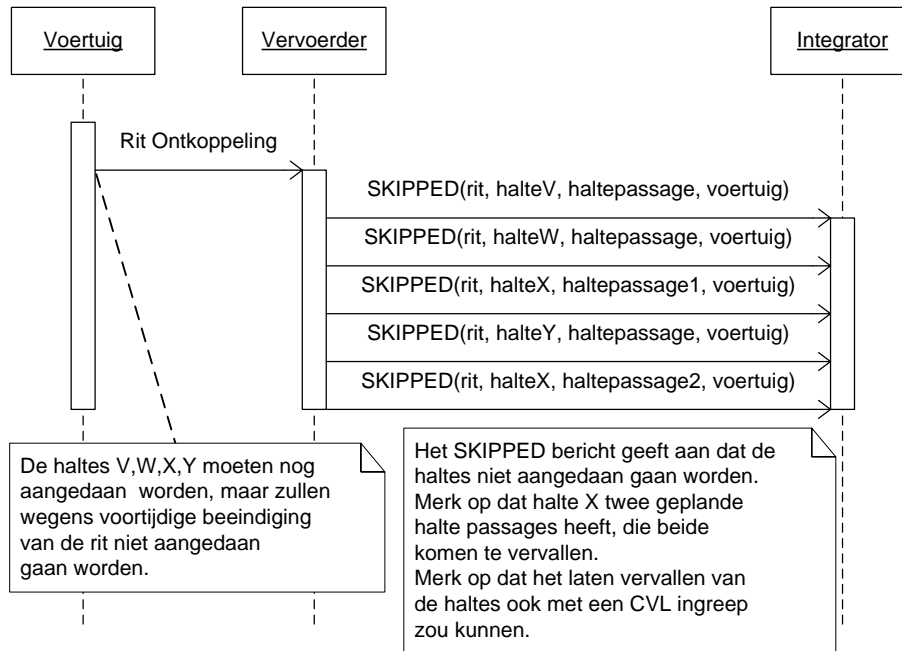 Voertuig
Vervoerder
Integrator
Rit Ontkoppeling
SKIPPED(rit, halteV, haltepassage, voertuig)
SKIPPED(rit, halteW, haltepassage, voertuig)
SKIPPED(rit, halteX, haltepassage1, voertuig)
SKIPPED(rit, halteY, haltepassage, voertuig)
SKIPPED(rit, halteX, haltepassage2, voertuig)
De haltes V,W,X,Y moeten nog
aangedaan worden, maar zullen
wegens voortijdige beeindiging
van de rit niet aangedaan
gaan worden.
Het SKIPPED bericht geeft aan dat de
haltes niet aangedaan gaan worden.
Merk op dat halte X twee geplande
halte passages heeft, die beide
komen te vervallen.
Merk op dat het laten vervallen van
de haltes ook met een CVL ingreep
zou kunnen.